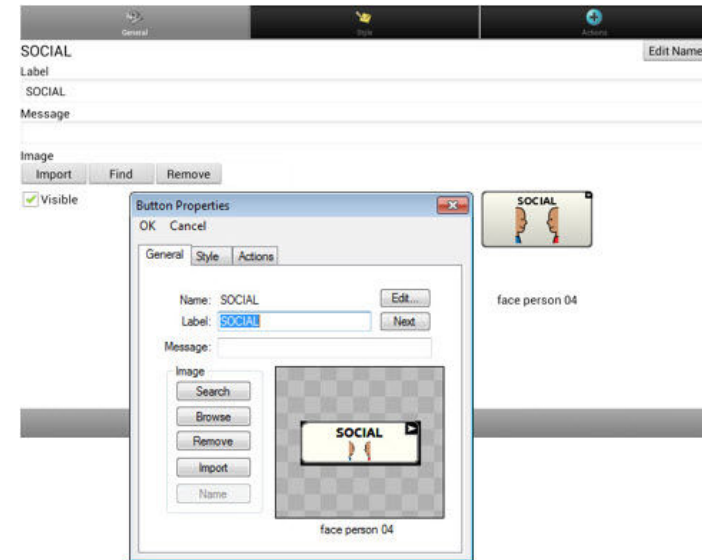 General Style Actions
SOCIAL Edit Name
Label
SOCIAL
Message
Image
Import Find Remove
Visible
SOCIAL
face person 04
Button Properties
OK Cancel
General Style Actions
Name: SOCIAL Edit...
Label: SOCIAL Next
Message:
Image
Search
Browse
Remove
Import
Name
SOCIAL
face person 04